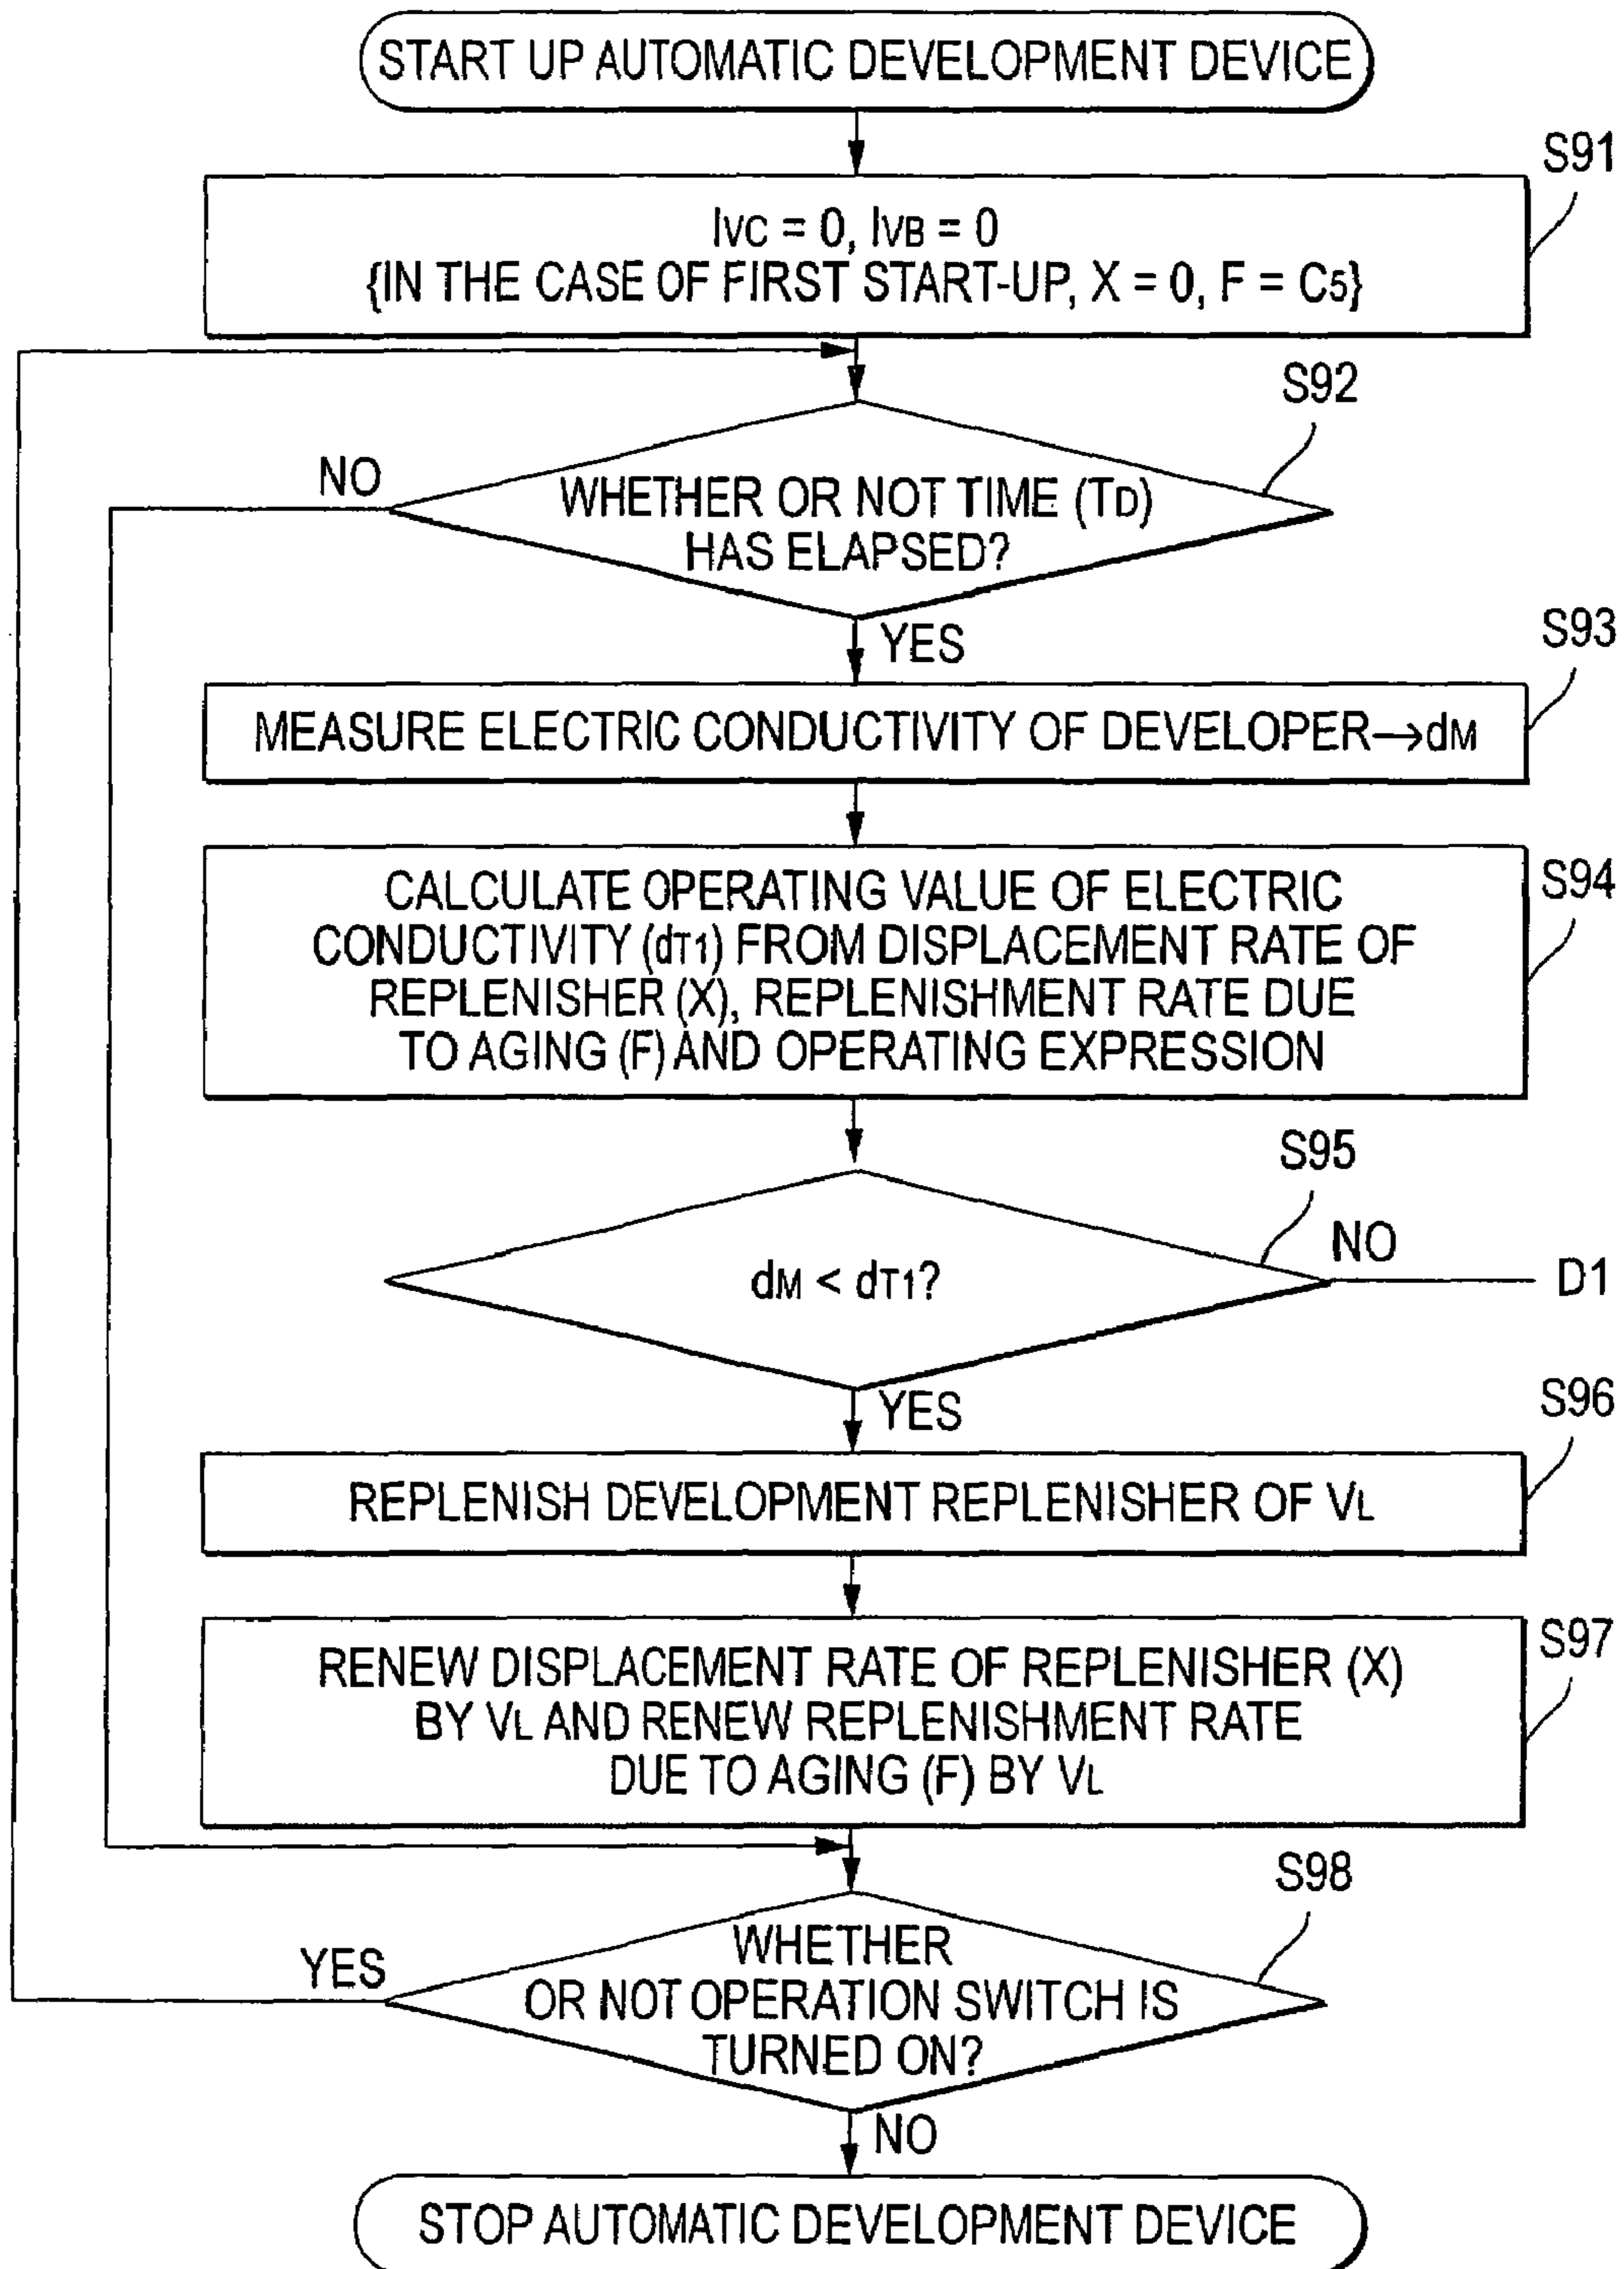 START UP AUTOMATIC DEVELOPMENT DEVICE
S91
IVC = 0, IVB = 0
{IN THE CASE OF FIRST START-UP, X = 0, F = C5}
S92
NO
WHETHER OR NOT TIME (TD)
HAS ELAPSED?
YES
S93
MEASURE ELECTRIC CONDUCTIVITY OF DEVELOPER→dM
S94
CALCULATE OPERATING VALUE OF ELECTRIC
CONDUCTIVITY (dT1) FROM DISPLACEMENT RATE OF
REPLENISHER (X), REPLENISHMENT RATE DUE
TO AGING (F) AND OPERATING EXPRESSION
S95
NO
D1
dM < dT1?
YES
S96
REPLENISH DEVELOPMENT REPLENISHER OF VL
S97
RENEW DISPLACEMENT RATE OF REPLENISHER (X)
BY VL AND RENEW REPLENISHMENT RATE
DUE TO AGING (F) BY VL
S98
YES
WHETHER
OR NOT OPERATION SWITCH IS
TURNED ON?
NO
STOP AUTOMATIC DEVELOPMENT DEVICE